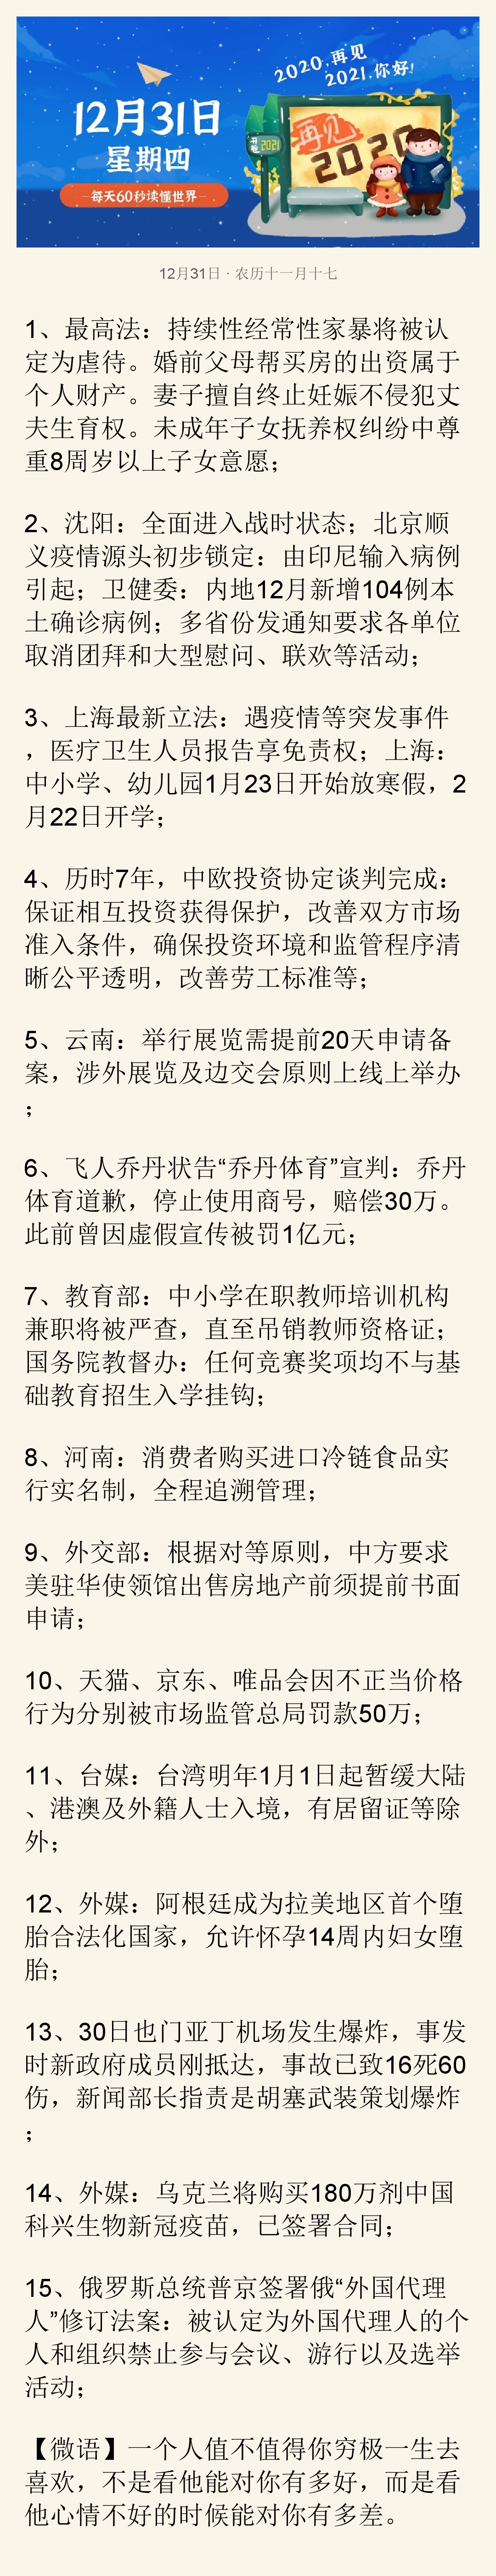 2020,再见
2021,你好!
12月31日
星期四
每天60秒读懂世界
2021
再见
2020
12月31日 · 农历十一月十七
1、最高法：持续性经常性家暴将被认
定为虐待。婚前父母帮买房的出资属于
个人财产。妻子擅自终止妊娠不侵犯丈
夫生育权。未成年子女抚养权纠纷中尊
重8周岁以上子女意愿；
2、沈阳：全面进入战时状态；北京顺
义疫情源头初步锁定：由印尼输入病例
引起；卫健委：内地12月新增104例本
土确诊病例；多省份发通知要求各单位
取消团拜和大型慰问、联欢等活动；
3、上海最新立法：遇疫情等突发事件
，医疗卫生人员报告享免责权；上海：
中小学、幼儿园1月23日开始放寒假，2
月22日开学；
4、历时7年，中欧投资协定谈判完成：
保证相互投资获得保护，改善双方市场
准入条件，确保投资环境和监管程序清
晰公平透明，改善劳工标准等；
5、云南：举行展览需提前20天申请备
案，涉外展览及边交会原则上线上举办
；
6、飞人乔丹状告“乔丹体育”宣判：乔丹
体育道歉，停止使用商号，赔偿30万。
此前曾因虚假宣传被罚1亿元；
7、教育部：中小学在职教师培训机构
兼职将被严查，直至吊销教师资格证；
国务院教督办：任何竞赛奖项均不与基
础教育招生入学挂钩；
8、河南：消费者购买进口冷链食品实
行实名制，全程追溯管理；
9、外交部：根据对等原则，中方要求
美驻华使领馆出售房地产前须提前书面
申请；
10、天猫、京东、唯品会因不正当价格
行为分别被市场监管总局罚款50万；
11、台媒：台湾明年1月1日起暂缓大陆
、港澳及外籍人士入境，有居留证等除
外；
12、外媒：阿根廷成为拉美地区首个堕
胎合法化国家，允许怀孕14周内妇女堕
胎；
13、30日也门亚丁机场发生爆炸，事发
时新政府成员刚抵达，事故已致16死60
伤，新闻部长指责是胡塞武装策划爆炸
；
14、外媒：乌克兰将购买180万剂中国
科兴生物新冠疫苗，已签署合同；
15、俄罗斯总统普京签署俄“外国代理
人”修订法案：被认定为外国代理人的个
人和组织禁止参与会议、游行以及选举
活动；
【微语】一个人值不值得你穷极一生去
喜欢，不是看他能对你有多好，而是看
他心情不好的时候能对你有多差。